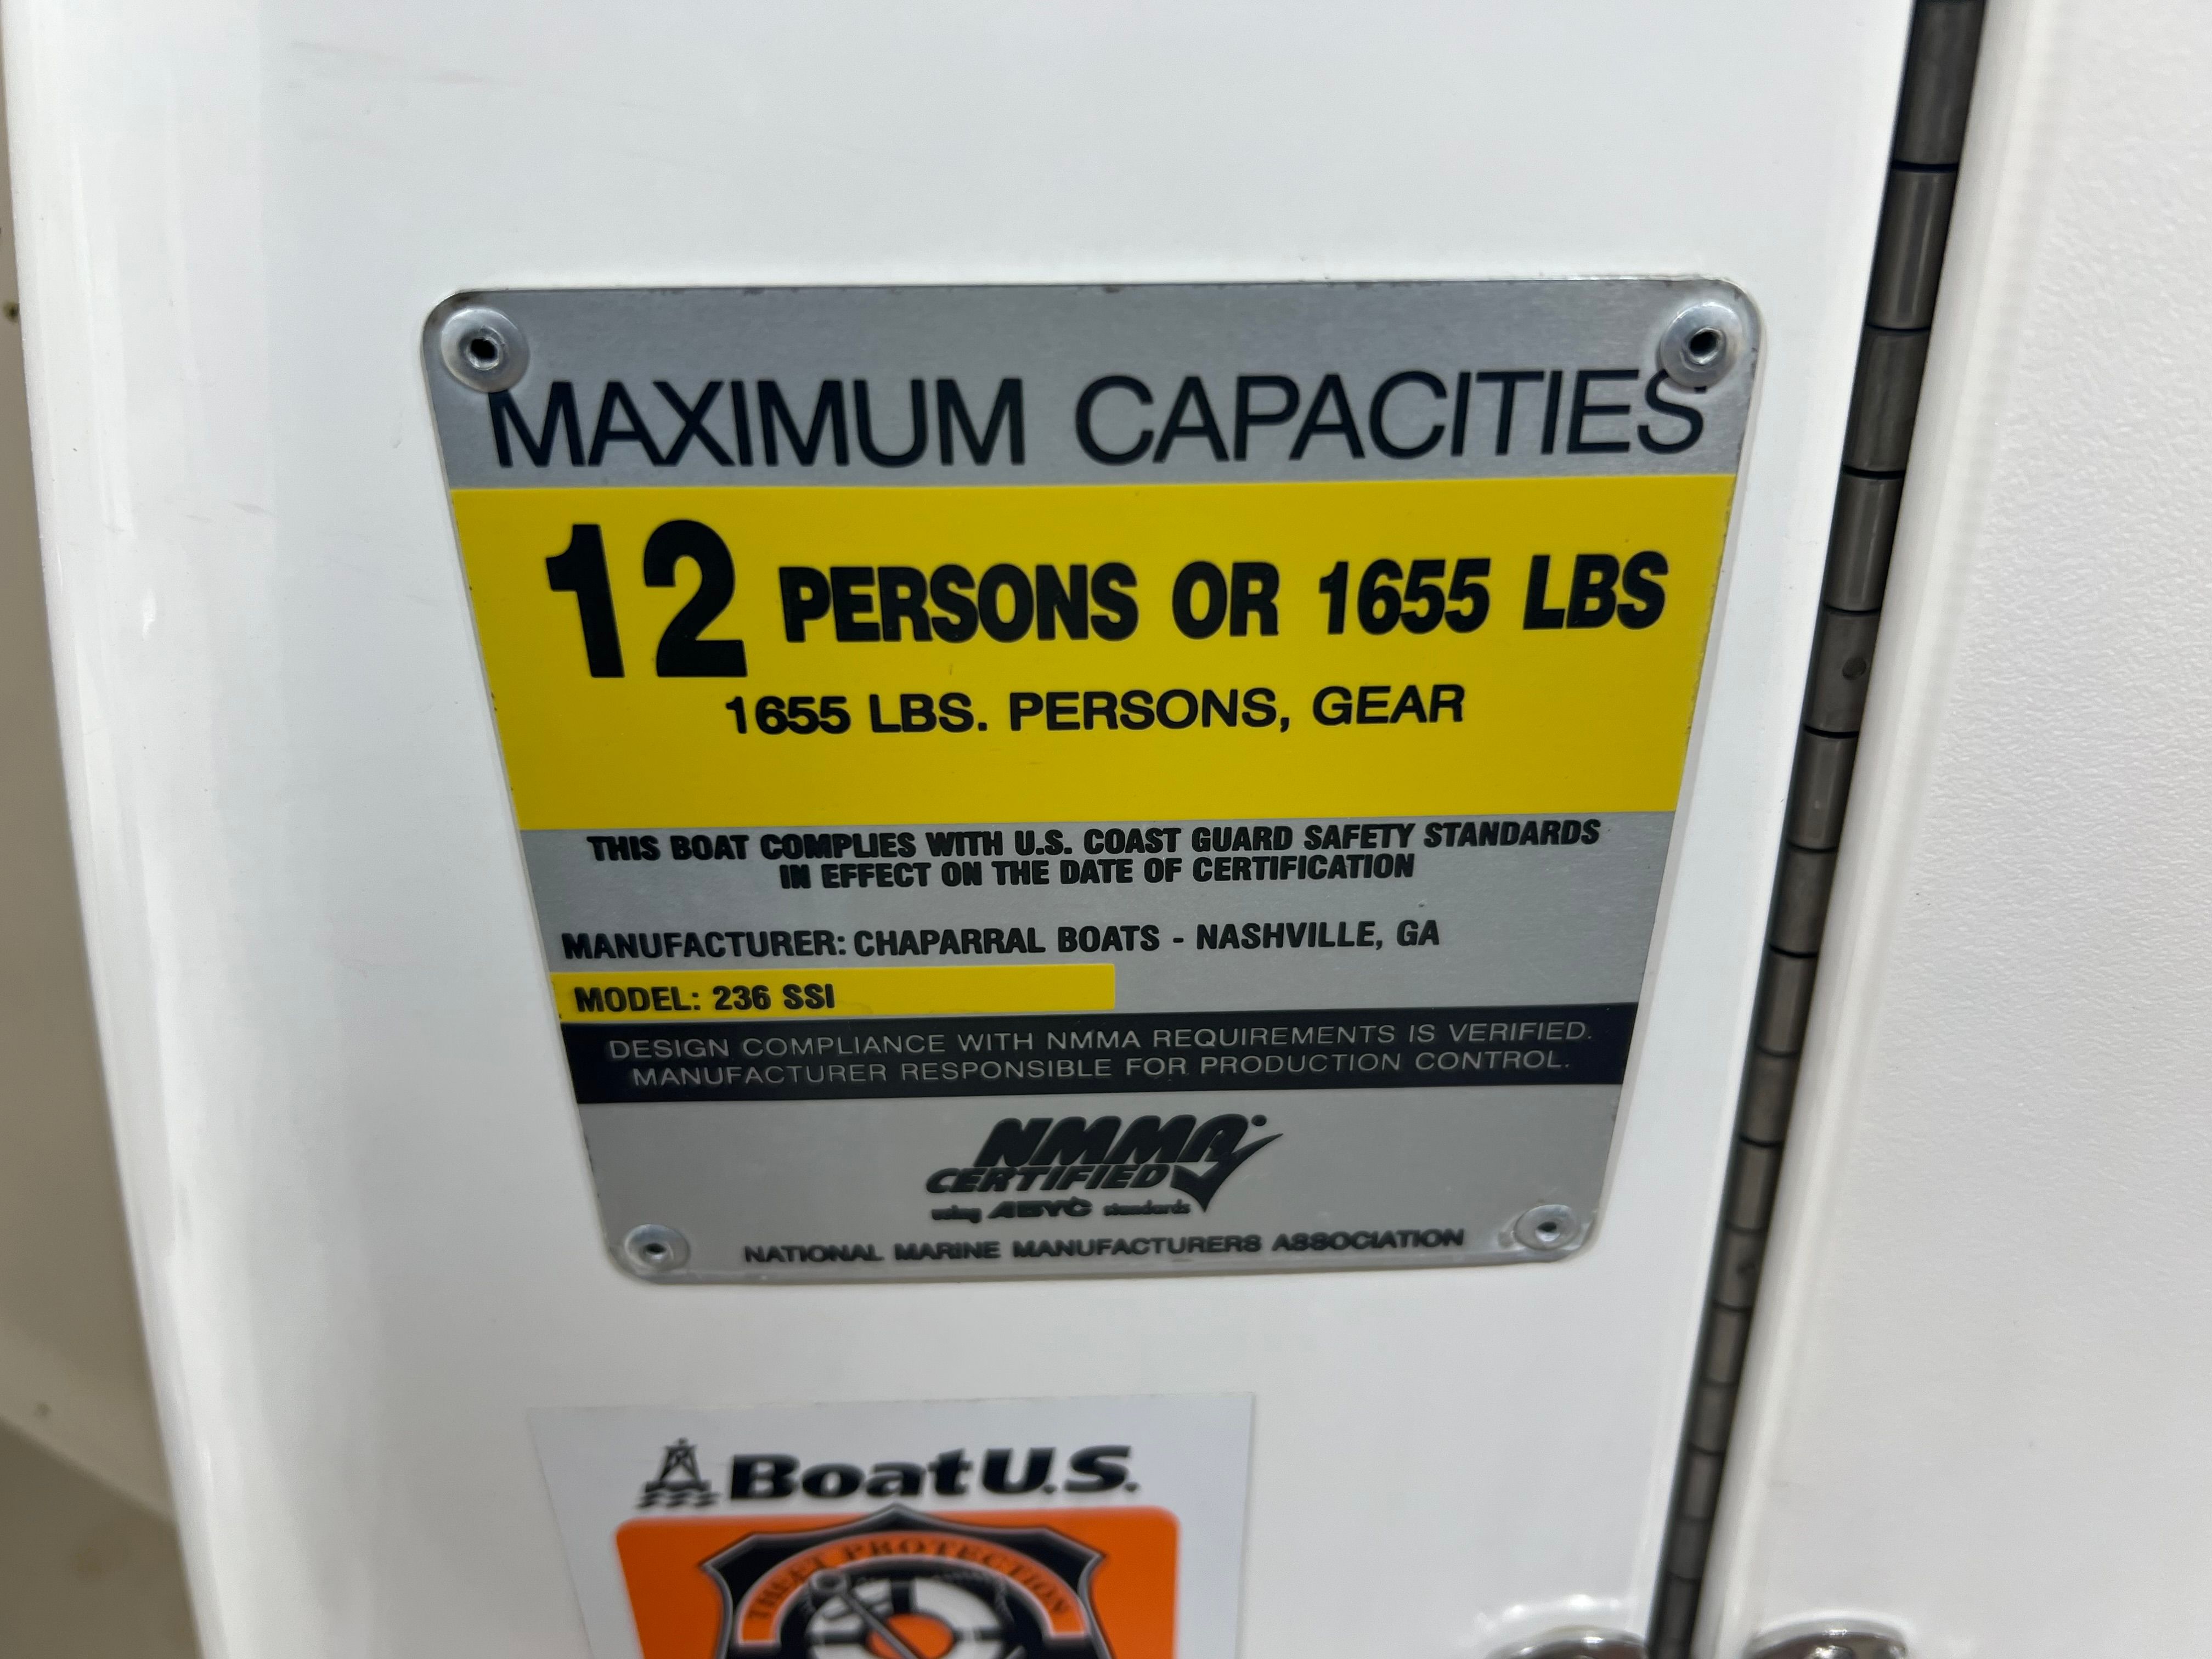 MAXIMUM CAPACITIES
12 PERSONS OR 1655 LBS
1655 LBS. PERSONS, GEAR
THIS BOAT COMPLIES WITH U.S. COAST GUARD SAFETY STANDARDS
IN EFFECT ON THE DATE OF CERTIFICATION
MANUFACTURER: CHAPARRAL BOATS - NASHVILLE, GA
MODEL: 236 SSI
DESIGN COMPLIANCE WITH NMMA REQUIREMENTS IS VERIFIED.
MANUFACTURER RESPONSIBLE FOR PRODUCTION CONTROL.
NMMA
CERTIFIED
using ABYC standards
NATIONAL MARINE MANUFACTURERS ASSOCIATION
BoatU.S.
THEFT PROTECTION